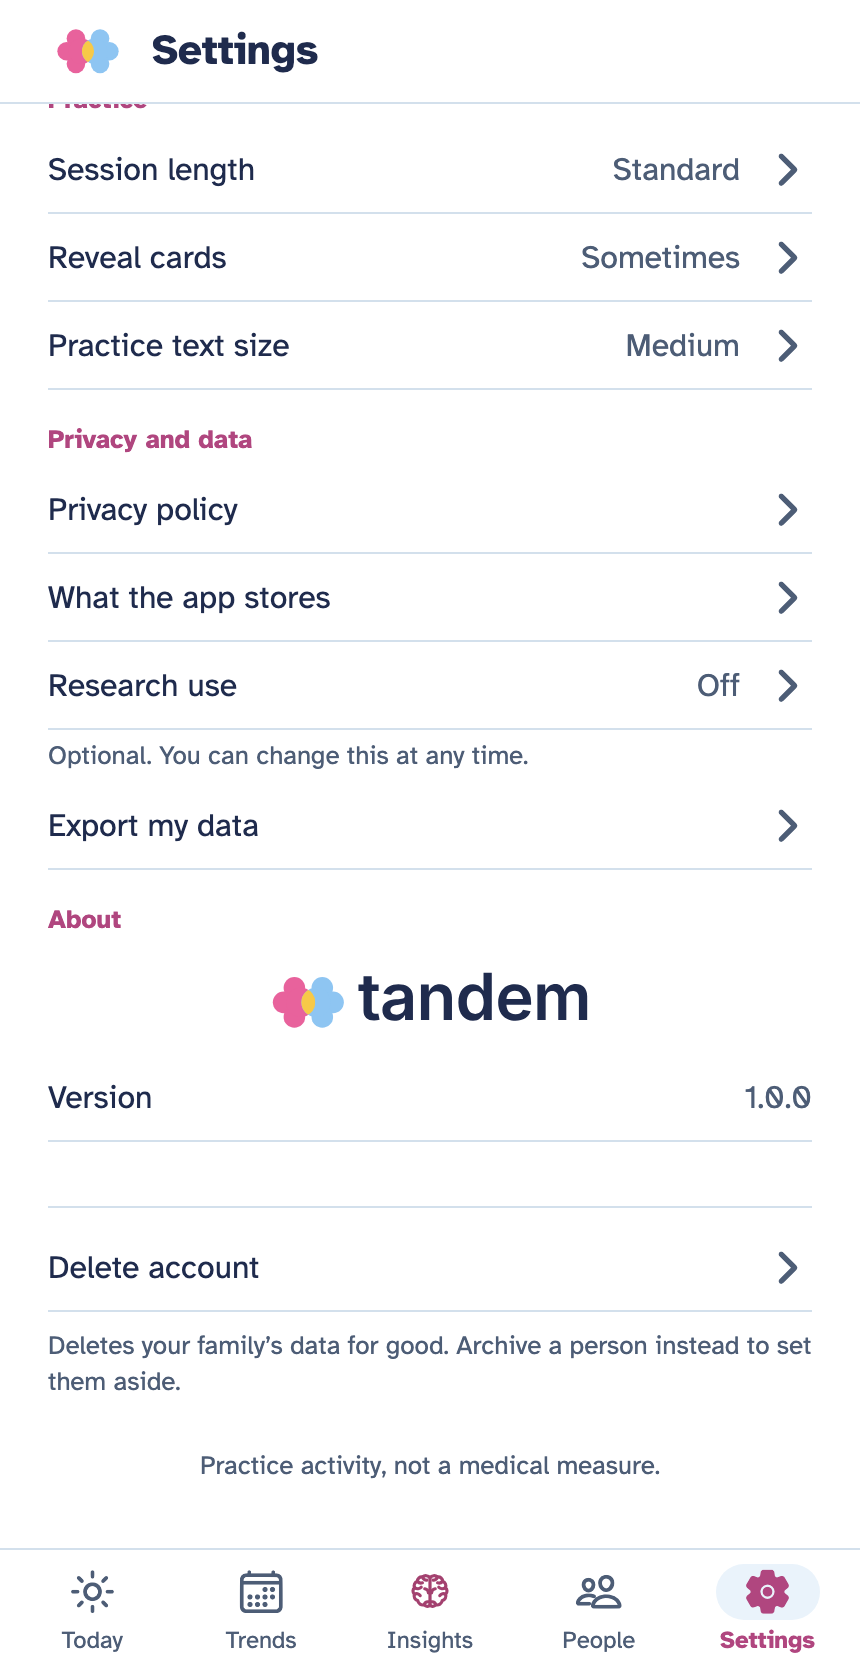 Settings
Practice
Session length Standard
Reveal cards Sometimes
Practice text size Medium
Privacy and data
Privacy policy
What the app stores
Research use Off
Optional. You can change this at any time.
Export my data
About
tandem
Version 1.0.0
Delete account
Deletes your family’s data for good. Archive a person instead to set
them aside.
Practice activity, not a medical measure.
Today Trends Insights People Settings